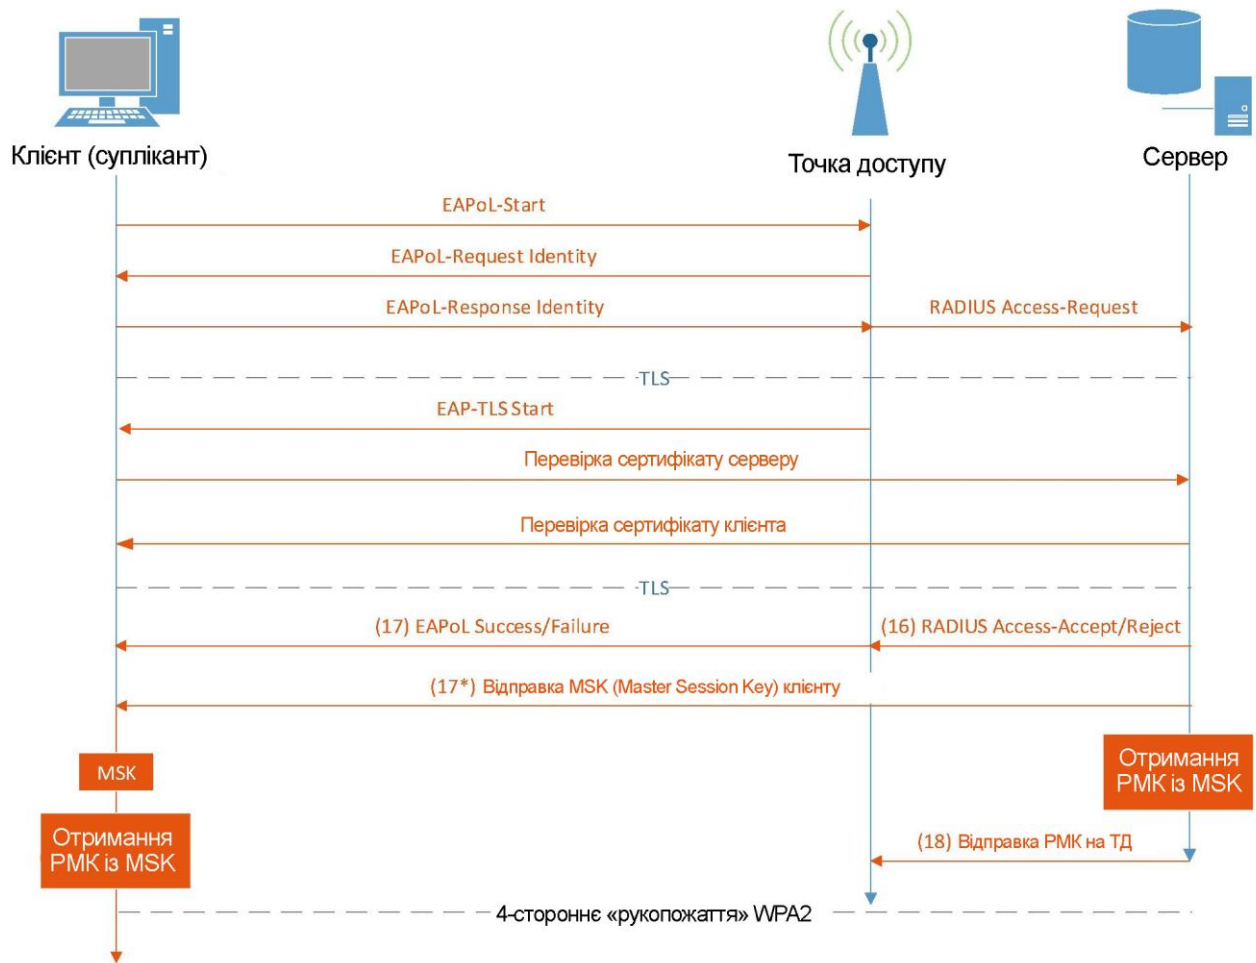 Клієнт (суплікант)
Точка доступу
Сервер
EAPoL-Start
EAPoL-Request Identity
EAPoL-Response Identity
RADIUS Access-Request
TLS
EAP-TLS Start
Перевірка сертифікату серверу
Перевірка сертифікату клієнта
TLS
(17) EAPoL Success/Failure
(16) RADIUS Access-Accept/Reject
(17*) Відправка MSK (Master Session Key) клієнту
MSK
Отримання
PMK із MSK
Отримання
PMK із MSK
(18) Відправка PMK на ТД
4-стороннє «рукопожаття» WPA2